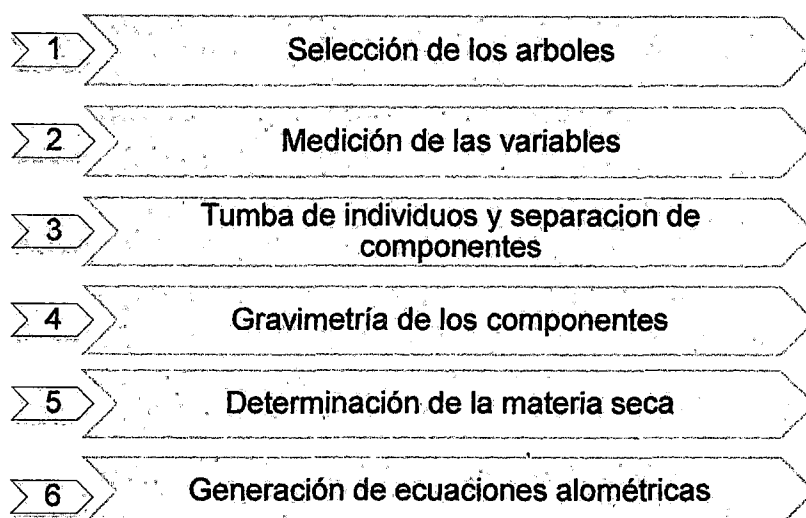 1 Selección de los arboles
2 Medición de las variables
3 Tumba de individuos y separacion de
componentes
4 Gravimetría de los componentes
5 Determinación de la materia seca
6 Generación de ecuaciones alométricas